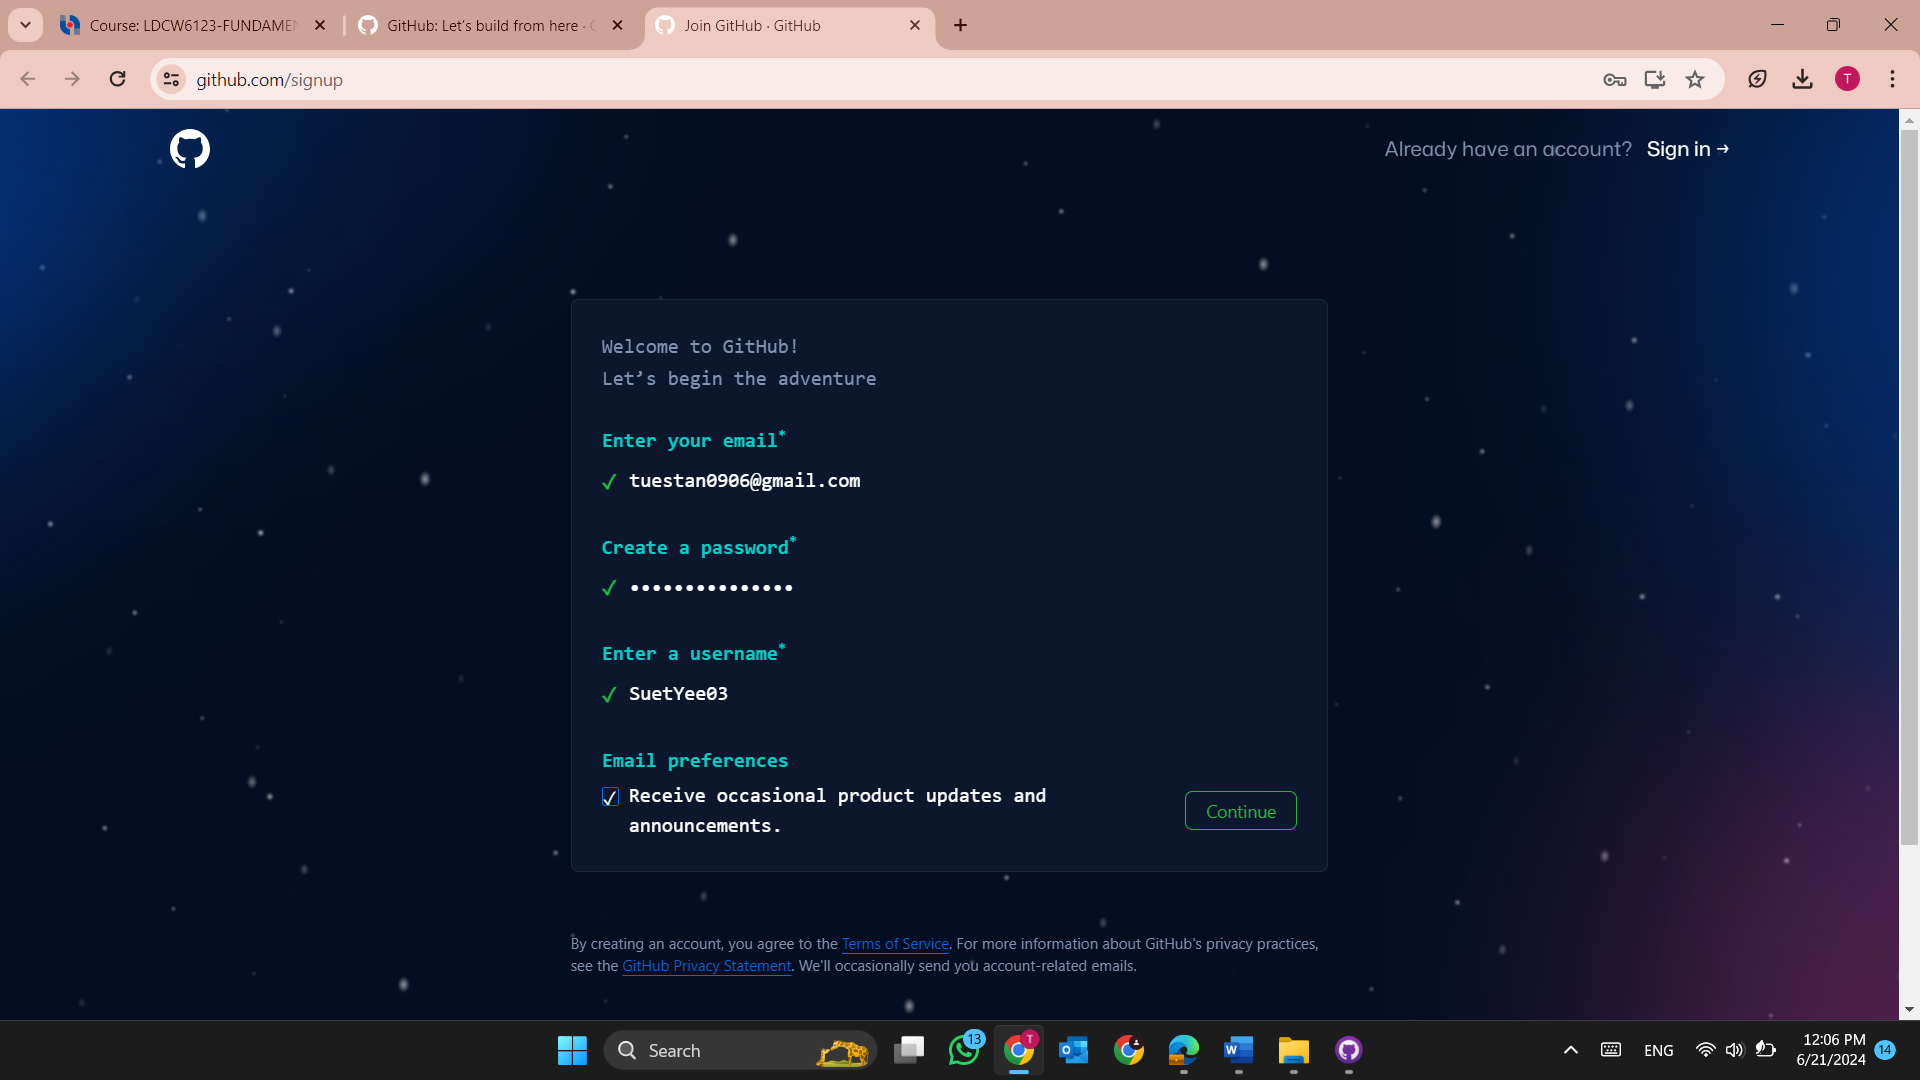 Course: LDCW6123-FUNDAMEN
GitHub: Let's build from here ·
Join GitHub · GitHub
github.com/signup
T
Already have an account? Sign in →
Welcome to GitHub!
Let's begin the adventure
Enter your email*
✓ tuestan0906@gmail.com
Create a password*
✓ •••••••••••••••
Enter a username*
✓ SuetYee03
Email preferences
Receive occasional product updates and
announcements.
Continue
By creating an account, you agree to the Terms of Service. For more information about GitHub's privacy practices,
see the GitHub Privacy Statement. We'll occasionally send you account-related emails.
Search
13
T
ENG
12:06 PM
6/21/2024
14